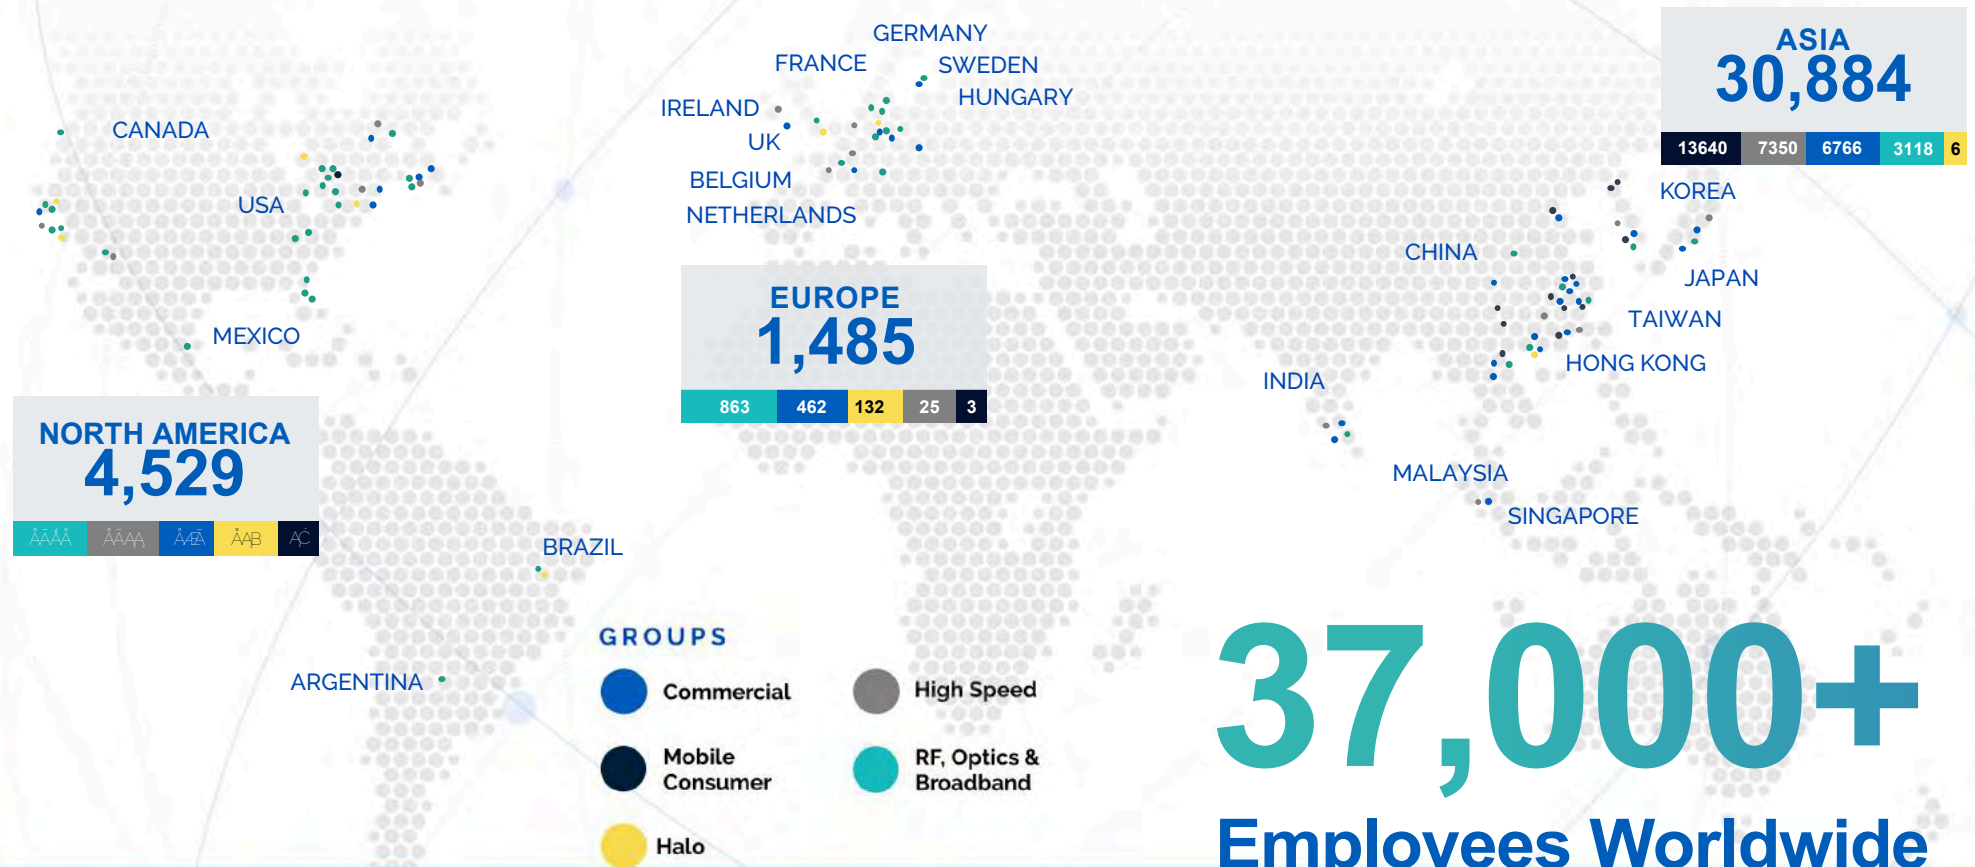 GERMANY
FRANCE
SWEDEN
HUNGARY
IRELAND
UK
BELGIUM
NETHERLANDS
CANADA
USA
MEXICO
ASIA
30,884
13640 7350 6766 3118 6
KOREA
CHINA
JAPAN
TAIWAN
HONG KONG
INDIA
MALAYSIA
SINGAPORE
EUROPE
1,485
863 462 132 25 3
NORTH AMERICA
4,529
BRAZIL
ARGENTINA
GROUPS
Commercial
High Speed
Mobile
Consumer
RF, Optics &
Broadband
Halo
37,000+
Employees Worldwide